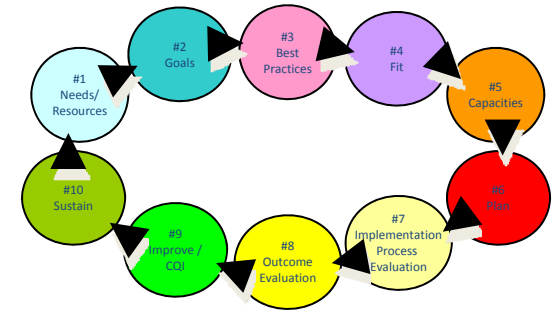 #1
Needs/
Resources
#2
Goals
#3
Best
Practices
#4
Fit
#5
Capacities
#6
Plan
#7
Implementation
Process
Evaluation
#8
Outcome
Evaluation
#9
Improve /
CQI
#10
Sustain